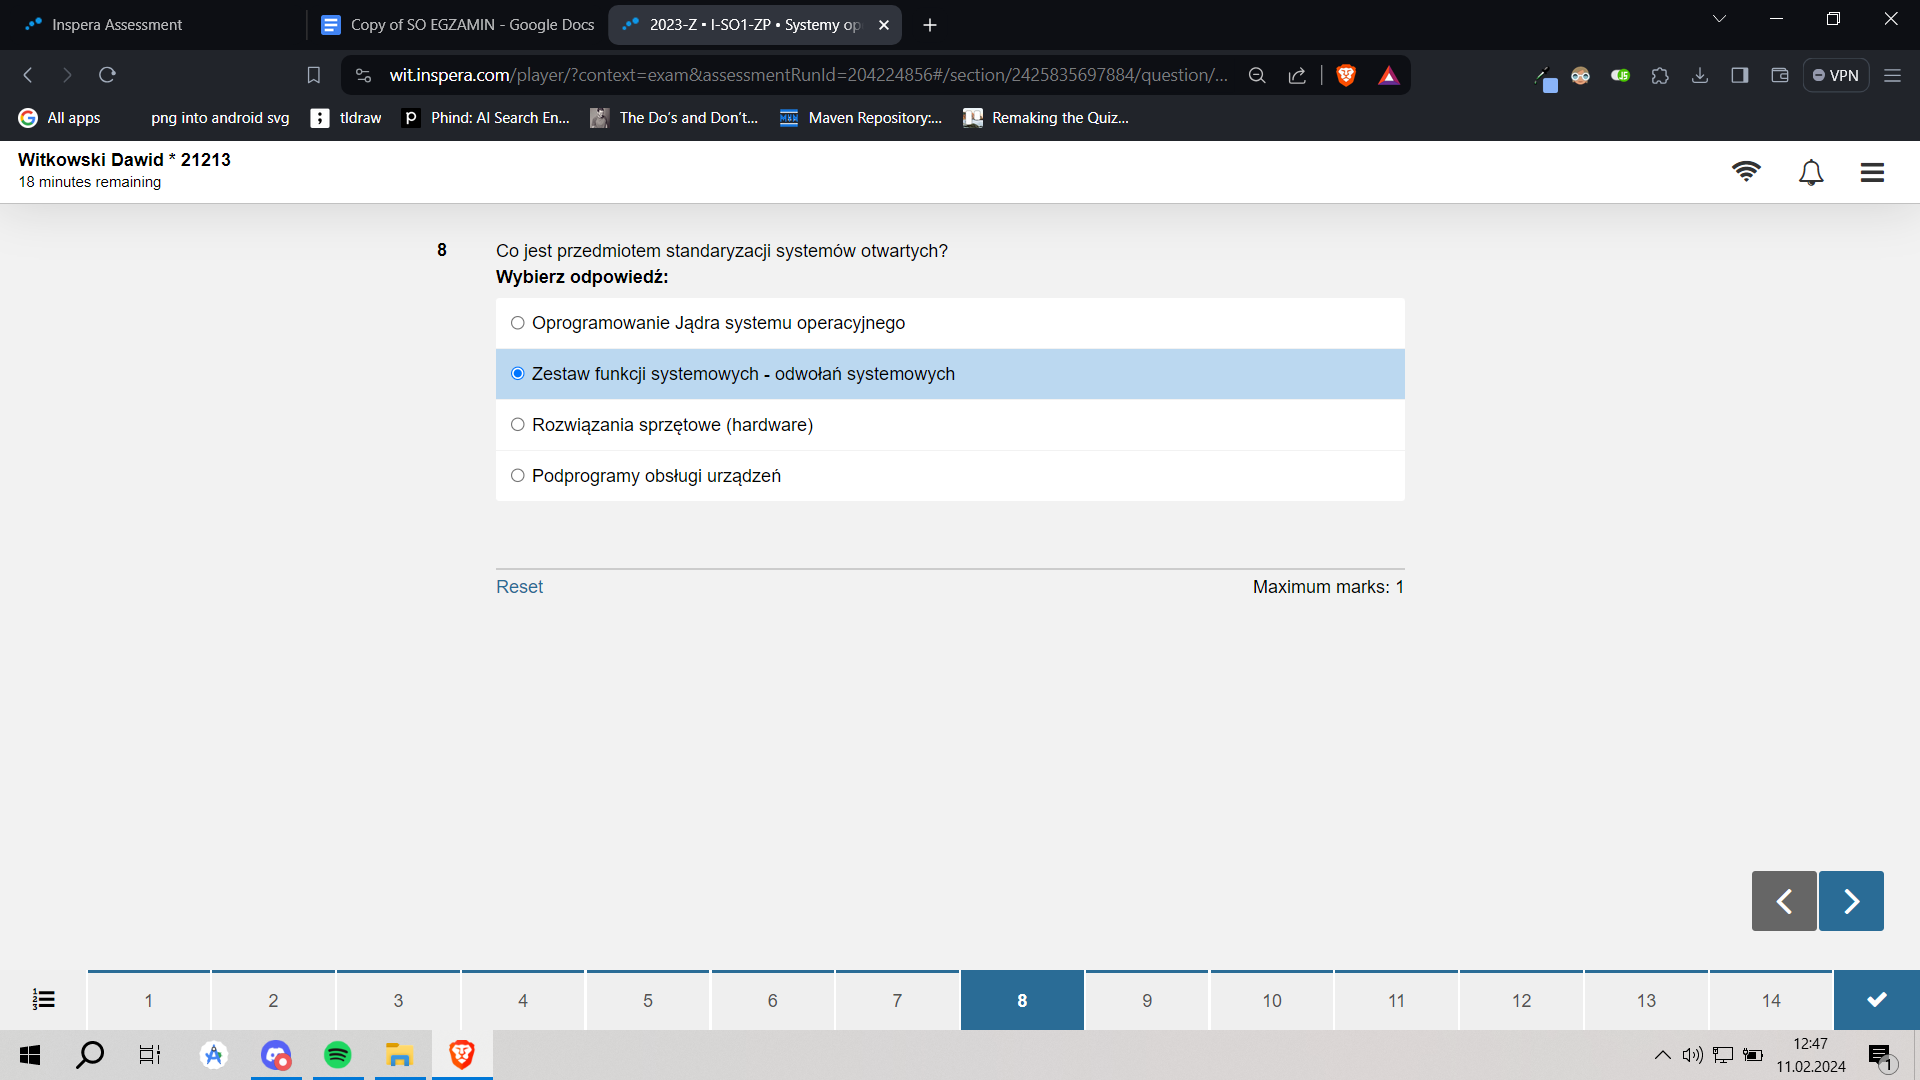 Inspera Assessment
Copy of SO EGZAMIN - Google Docs
2023-Z • I-SO1-ZP • Systemy op
wit.inspera.com/player/?context=exam&assessmentRunId=204224856#/section/2425835697884/question/...
VPN
All apps
png into android svg
tldraw
Phind: AI Search En...
The Do's and Don't...
Maven Repository:...
Remaking the Quiz...
Witkowski Dawid * 21213
18 minutes remaining
8
Co jest przedmiotem standaryzacji systemów otwartych?
Wybierz odpowiedź:
Oprogramowanie Jądra systemu operacyjnego
Zestaw funkcji systemowych - odwołań systemowych
Rozwiązania sprzętowe (hardware)
Podprogramy obsługi urządzeń
Reset
Maximum marks: 1
1
2
3
4
5
6
7
8
9
10
11
12
13
14
12:47
11.02.2024
1